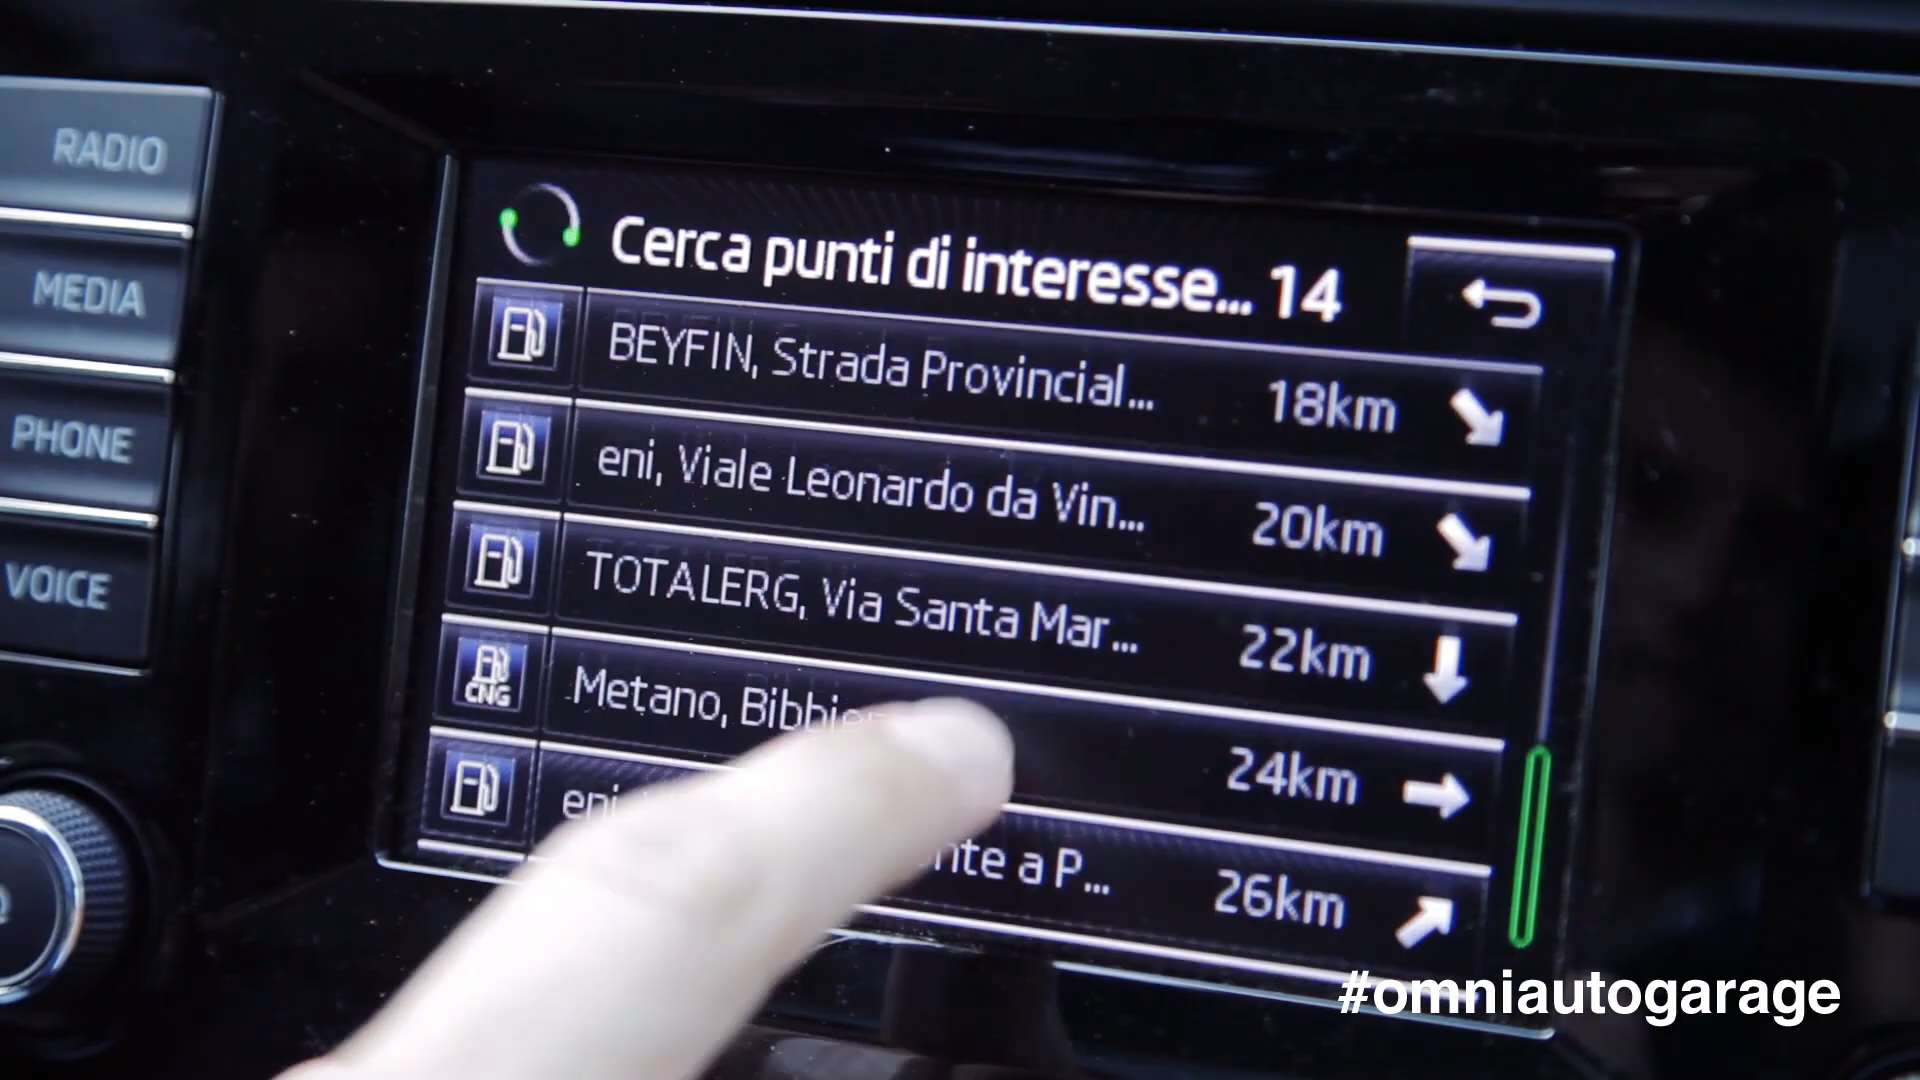 RADIO
MEDIA
PHONE
VOICE
Cerca punti di interesse... 14
BEYFIN, Strada Provincial... 18km
eni, Viale Leonardo da Vin... 20km
TOTALERG, Via Santa Mar... 22km
CNG
Metano, 24km
eni, nte a P... 26km
#omniautogarage